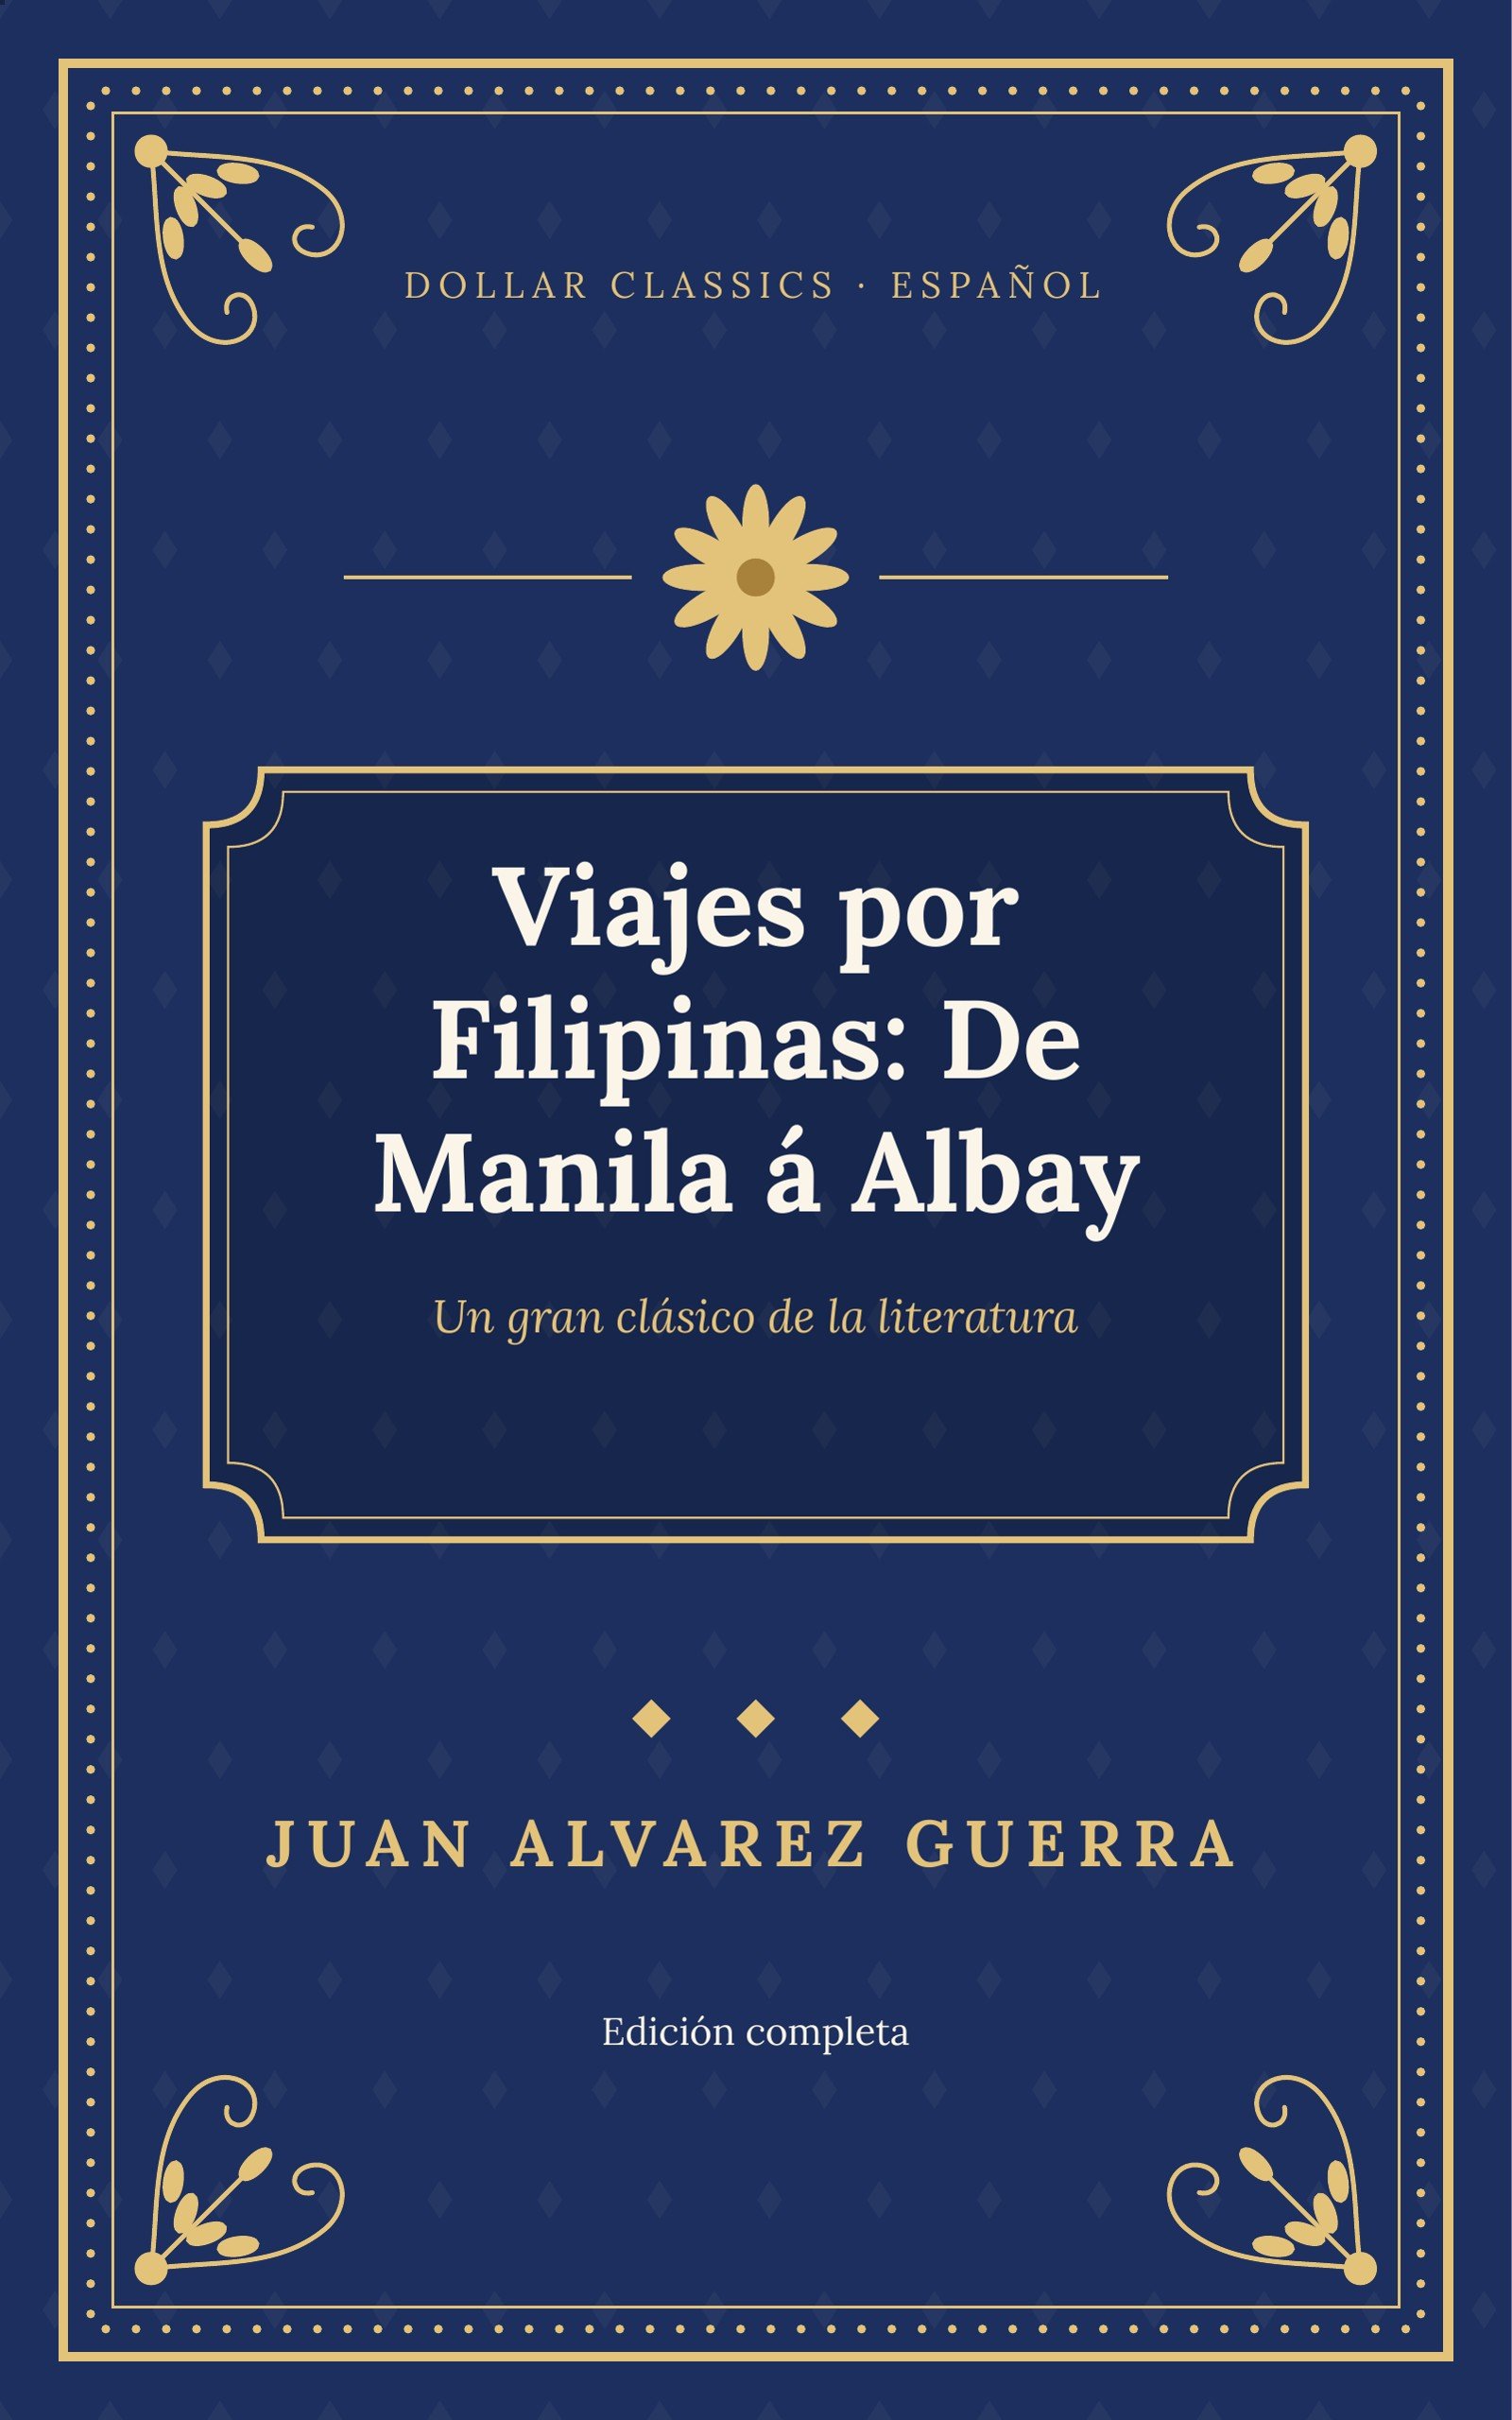 DOLLAR CLASSICS · ESPAÑOL
Viajes por
Filipinas: De
Manila á Albay
Un gran clásico de la literatura
JUAN ALVAREZ GUERRA
Edición completa